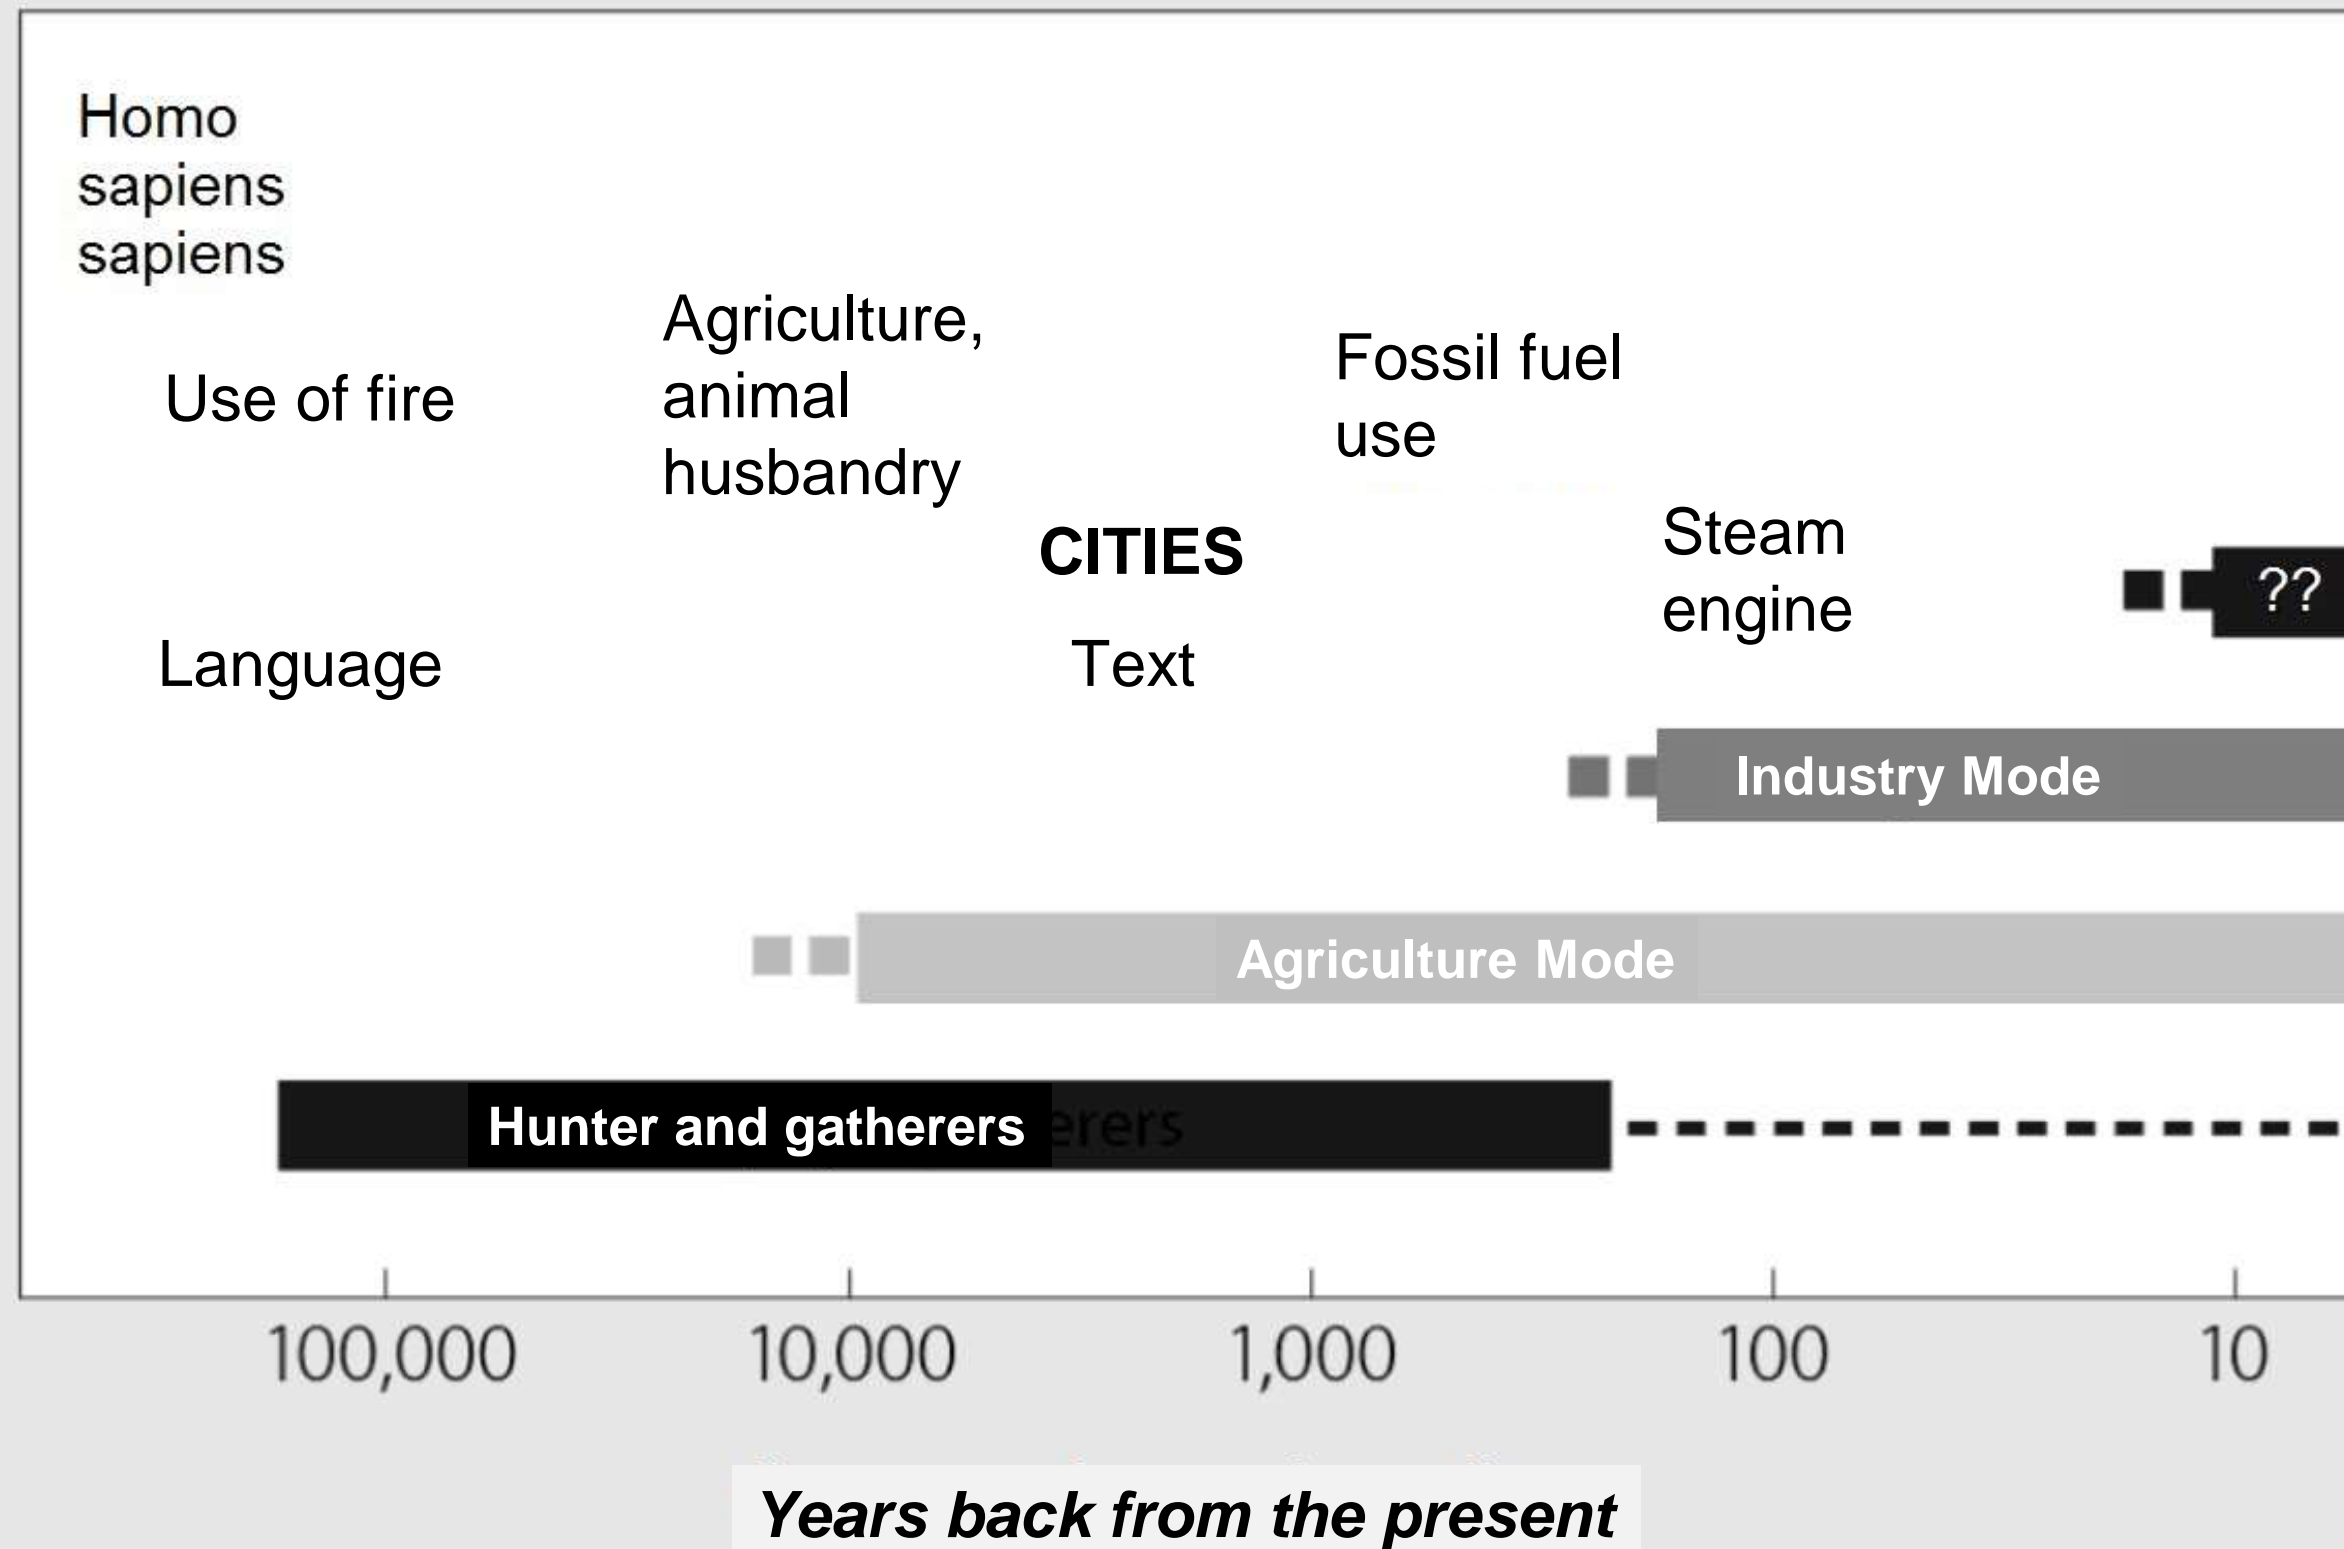 Homo
sapiens
sapiens
Agriculture,
animal
husbandry
Use of fire
Fossil fuel
use
CITIES
Steam
engine
??
Language
Text
Industry Mode
Agriculture Mode
Hunter and gatherers
erers
100,000
10,000
1,000
100
10
Years back from the present